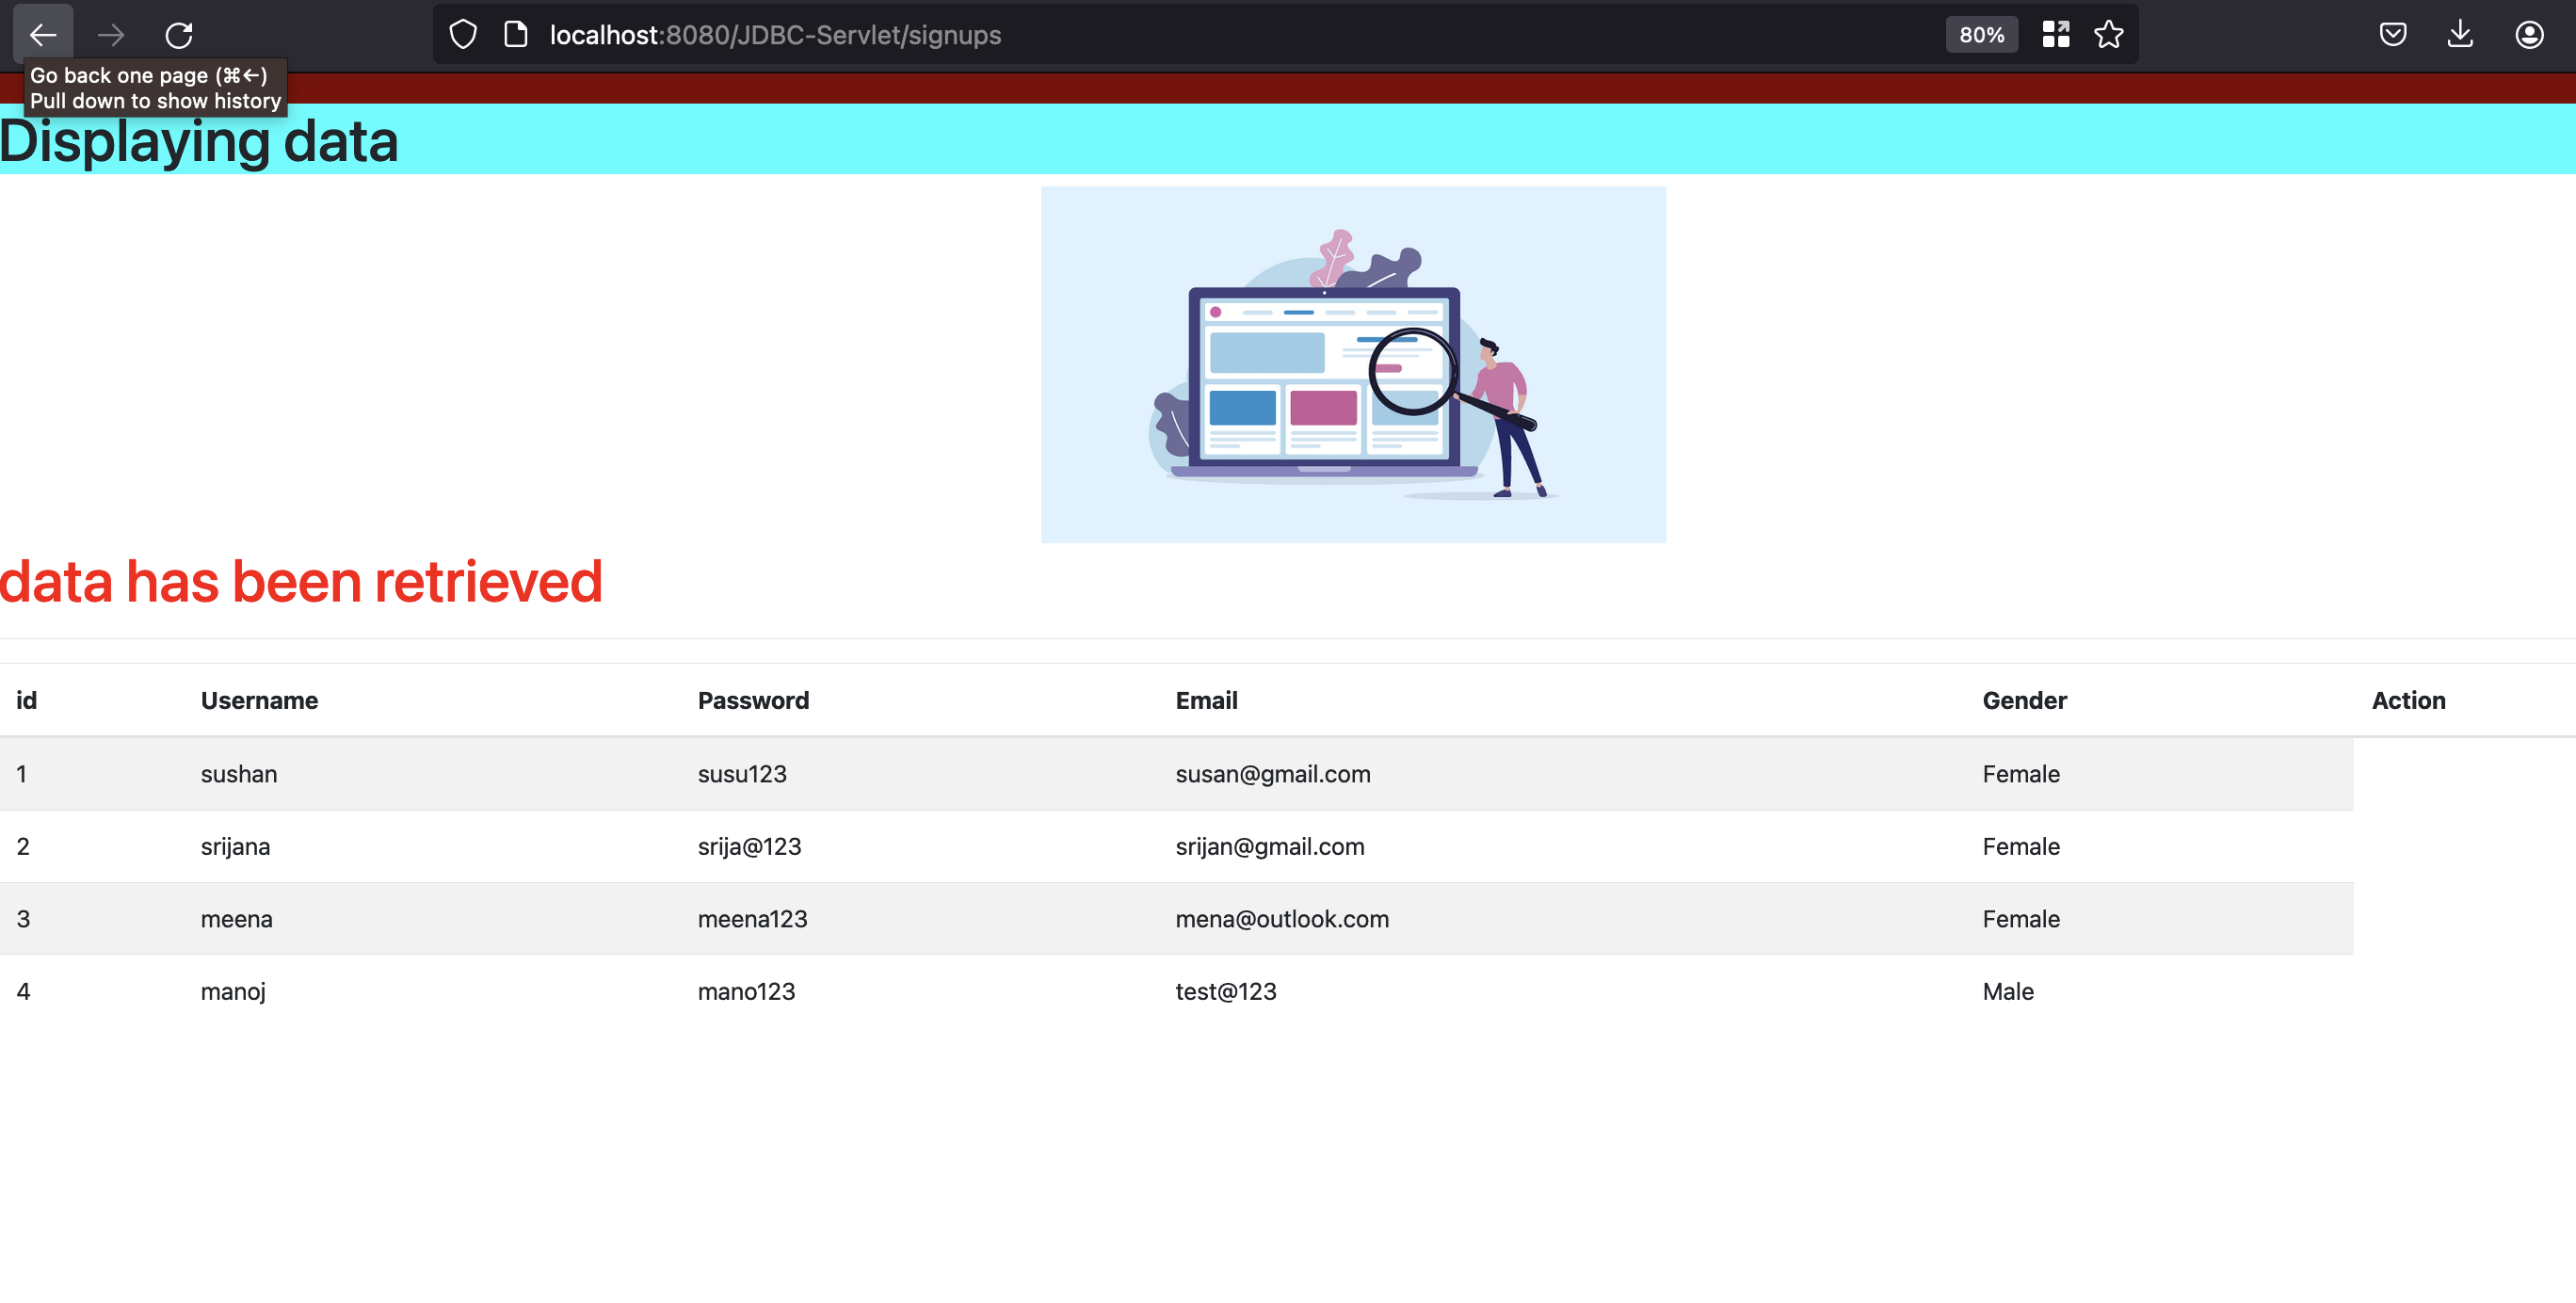 localhost:8080/JDBC-Servlet/signups
80%
Go back one page (⌘←)
Pull down to show history
Displaying data
data has been retrieved
id Username Password Email Gender Action
1 sushan susu123 susan@gmail.com Female
2 srijana srija@123 srijan@gmail.com Female
3 meena meena123 mena@outlook.com Female
4 manoj mano123 test@123 Male